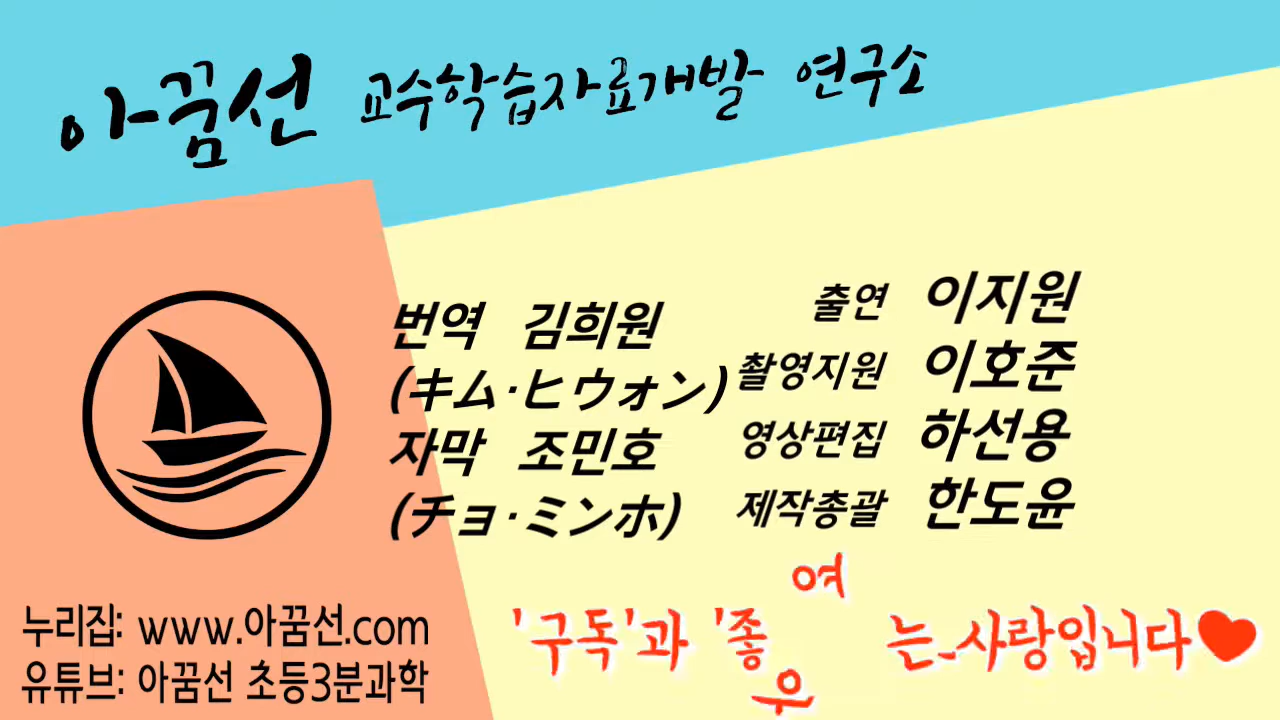 아꿈선 교수학습자료개발 연구소
번역 김희원
(キム·ヒウォン)
자막 조민호
(チョ·ミンホ)
출연 이지원
촬영지원 이호준
영상편집 하선용
제작총괄 한도윤
누리집: www.아꿈선.com
유튜브: 아꿈선 초등3분과학
'구독'과 '좋
여
우
는 사랑입니다♥